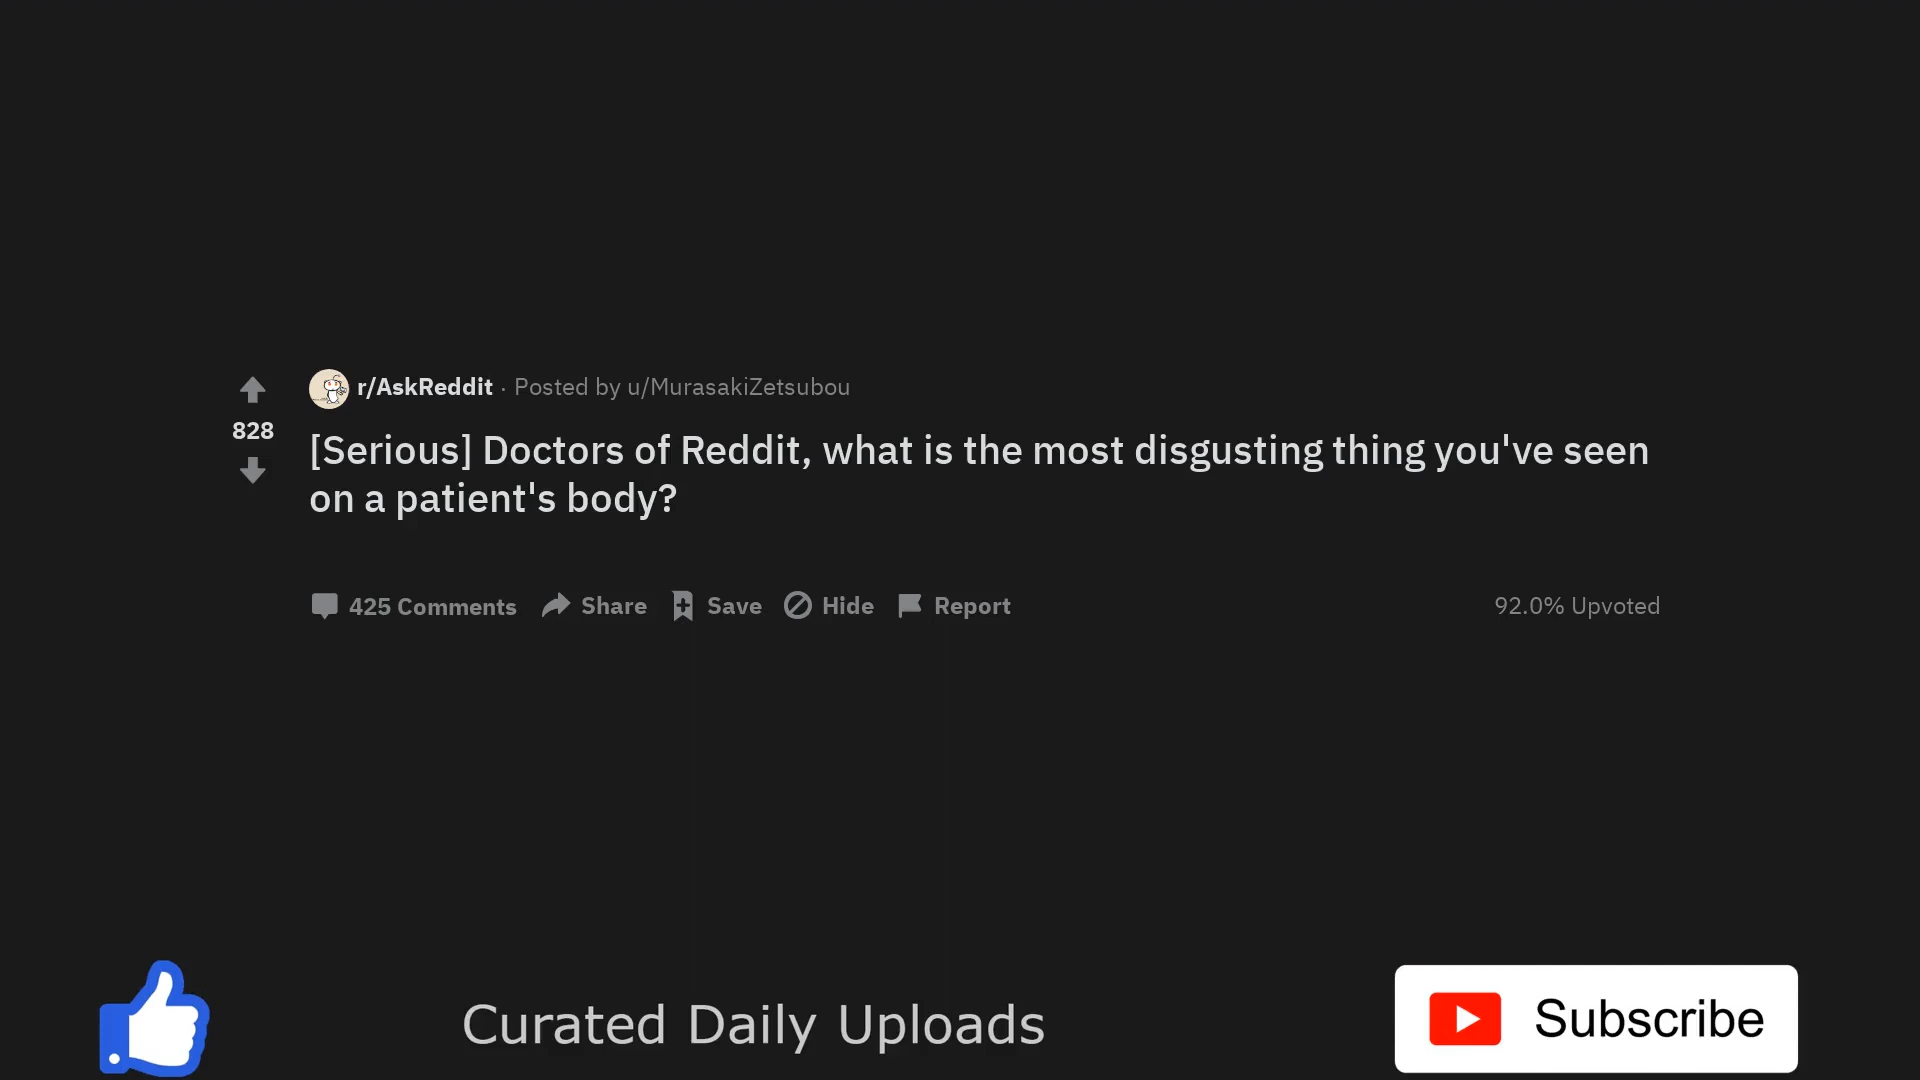 r/AskReddit · Posted by u/MurasakiZetsubou
828
[Serious] Doctors of Reddit, what is the most disgusting thing you've seen
on a patient's body?
425 Comments Share Save Hide Report 92.0% Upvoted
Curated Daily Uploads
Subscribe